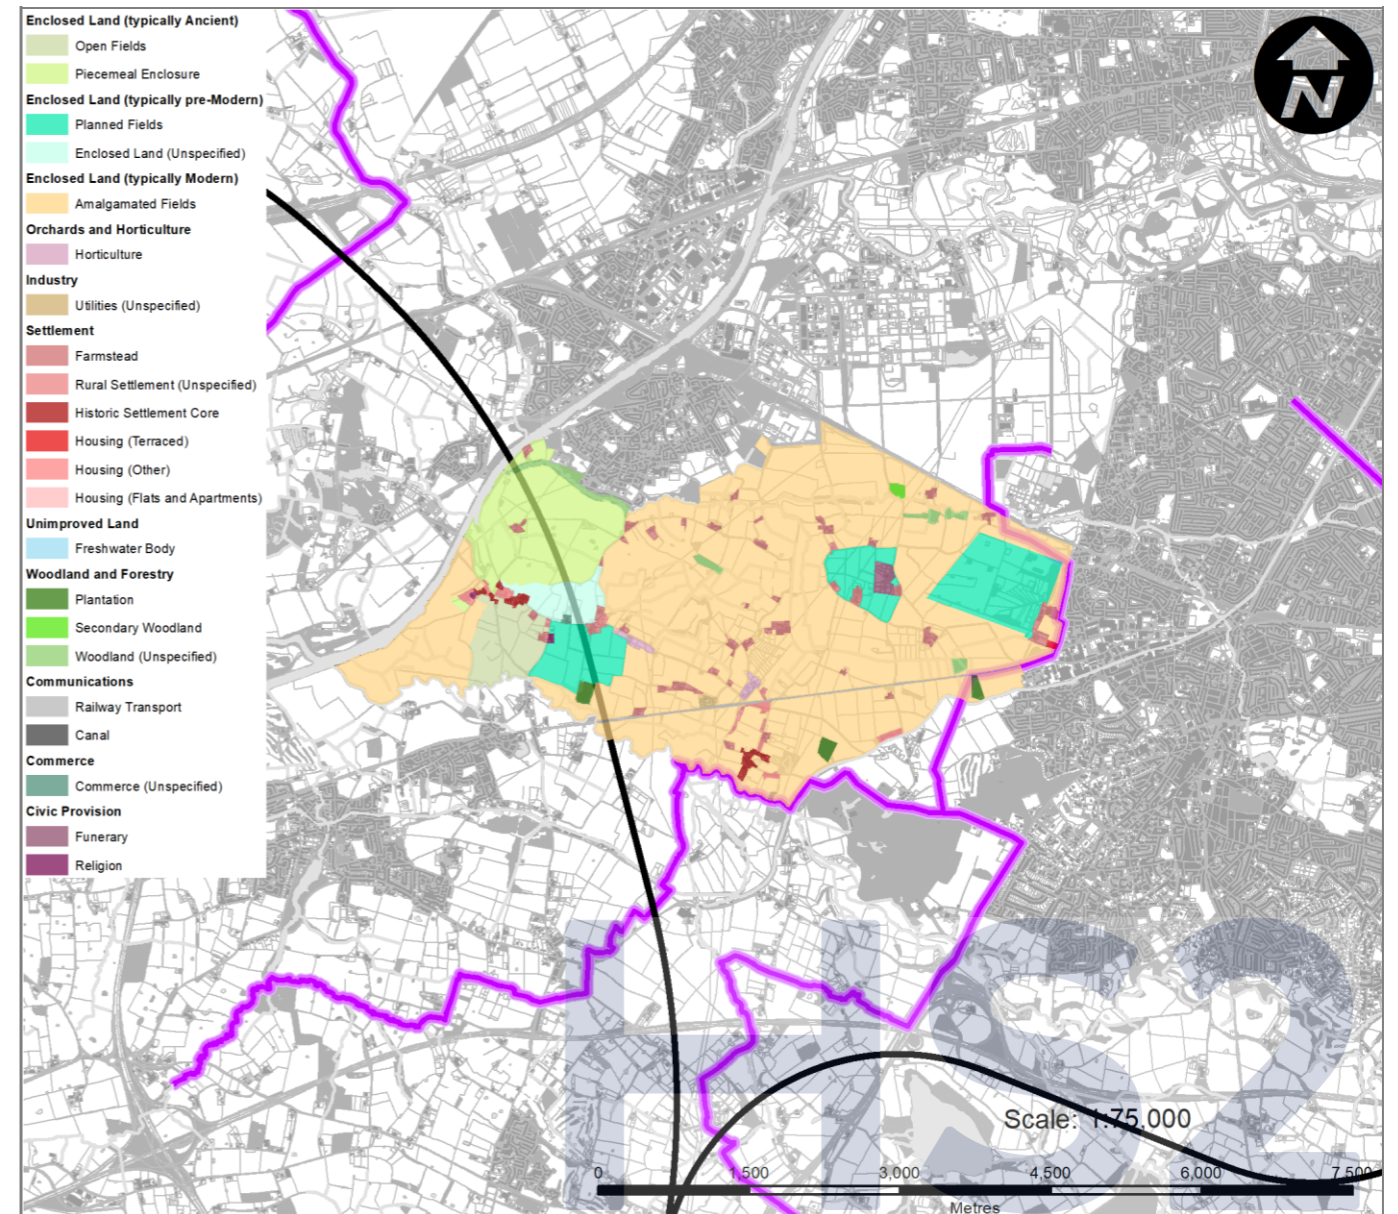 Enclosed Land (typically Ancient)
Open Fields
Piecemeal Enclosure
Enclosed Land (typically pre-Modern)
Planned Fields
Enclosed Land (Unspecified)
Enclosed Land (typically Modern)
Amalgamated Fields
Orchards and Horticulture
Horticulture
Industry
Utilities (Unspecified)
Settlement
Farmstead
Rural Settlement (Unspecified)
Historic Settlement Core
Housing (Terraced)
Housing (Other)
Housing (Flats and Apartments)
Unimproved Land
Freshwater Body
Woodland and Forestry
Plantation
Secondary Woodland
Woodland (Unspecified)
Communications
Railway Transport
Canal
Commerce
Commerce (Unspecified)
Civic Provision
Funerary
Religion
N
HS2
Scale: 1:75,000
0 1,500 3,000 4,500 6,000 7,500
Metres